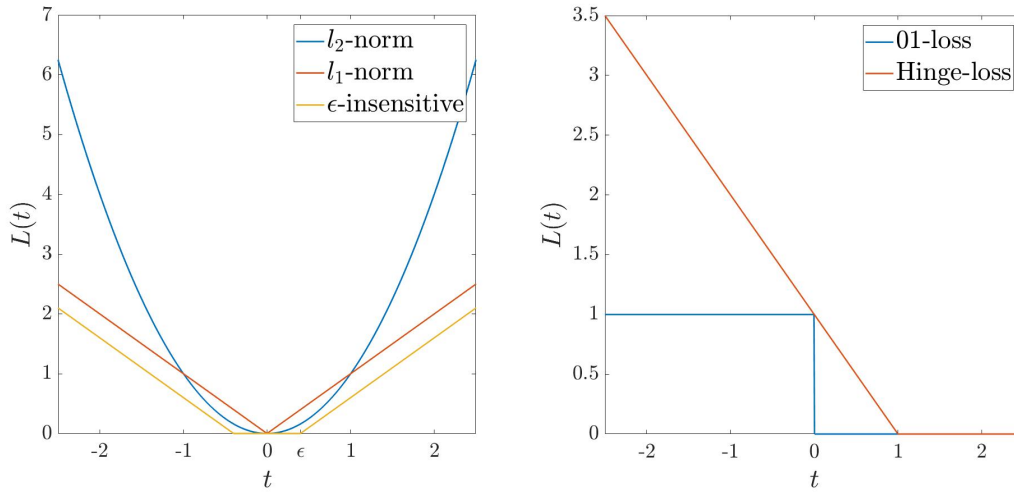 7
6
5
4
3
2
1
0
L(t)
l₂-norm
l₁-norm
ϵ-insensitive
-2 -1 0 ϵ 1 2
t
3.5
3
2.5
2
1.5
1
0.5
0
L(t)
01-loss
Hinge-loss
-2 -1 0 1 2
t